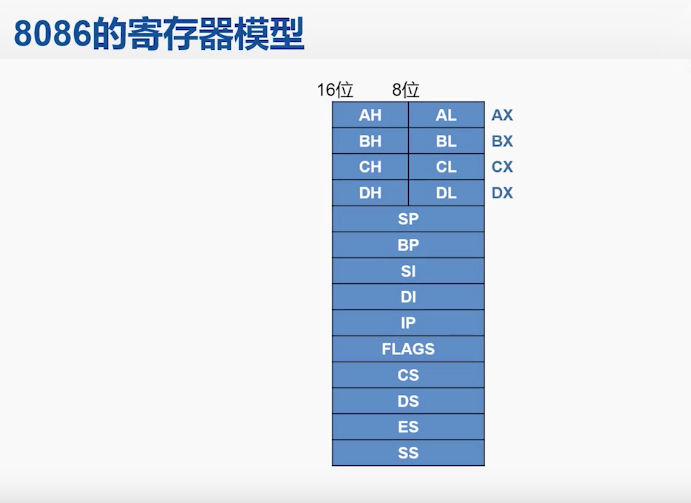 8086的寄存器模型
16位 8位
AH AL AX
BH BL BX
CH CL CX
DH DL DX
SP
BP
SI
DI
IP
FLAGS
CS
DS
ES
SS